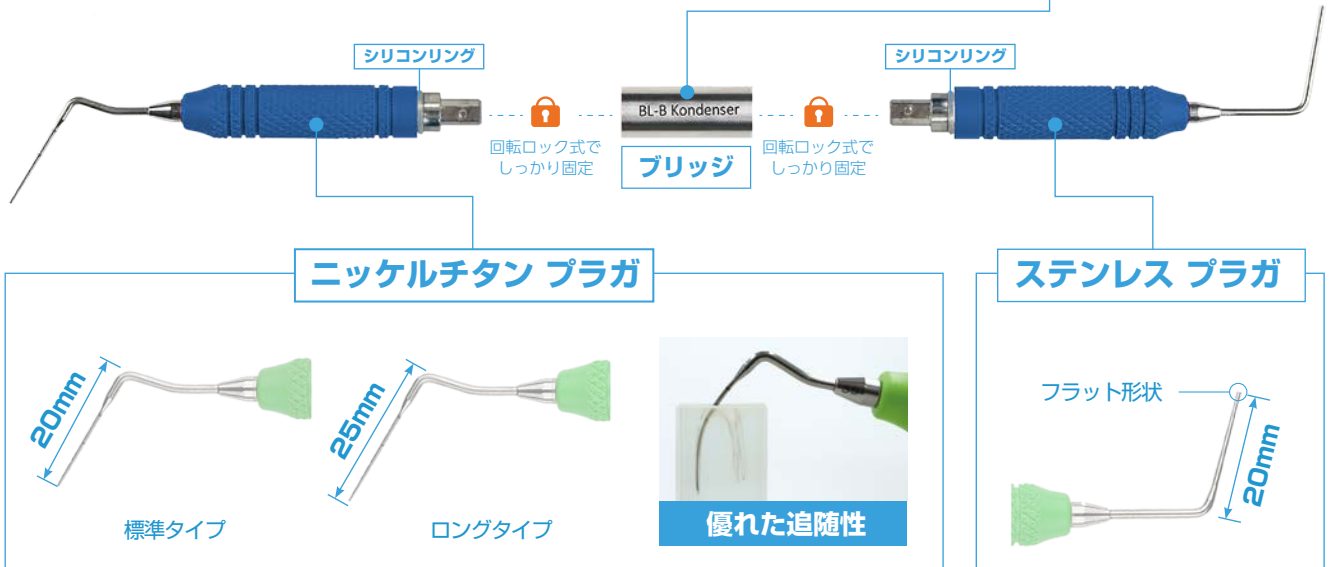 シリコンリング
シリコンリング
BL-B Kondenser
回転ロック式で
しっかり固定
ブリッジ
回転ロック式で
しっかり固定
ニッケルチタン プラガ
ステンレス プラガ
20mm
標準タイプ
25mm
ロングタイプ
優れた追随性
フラット形状
20mm